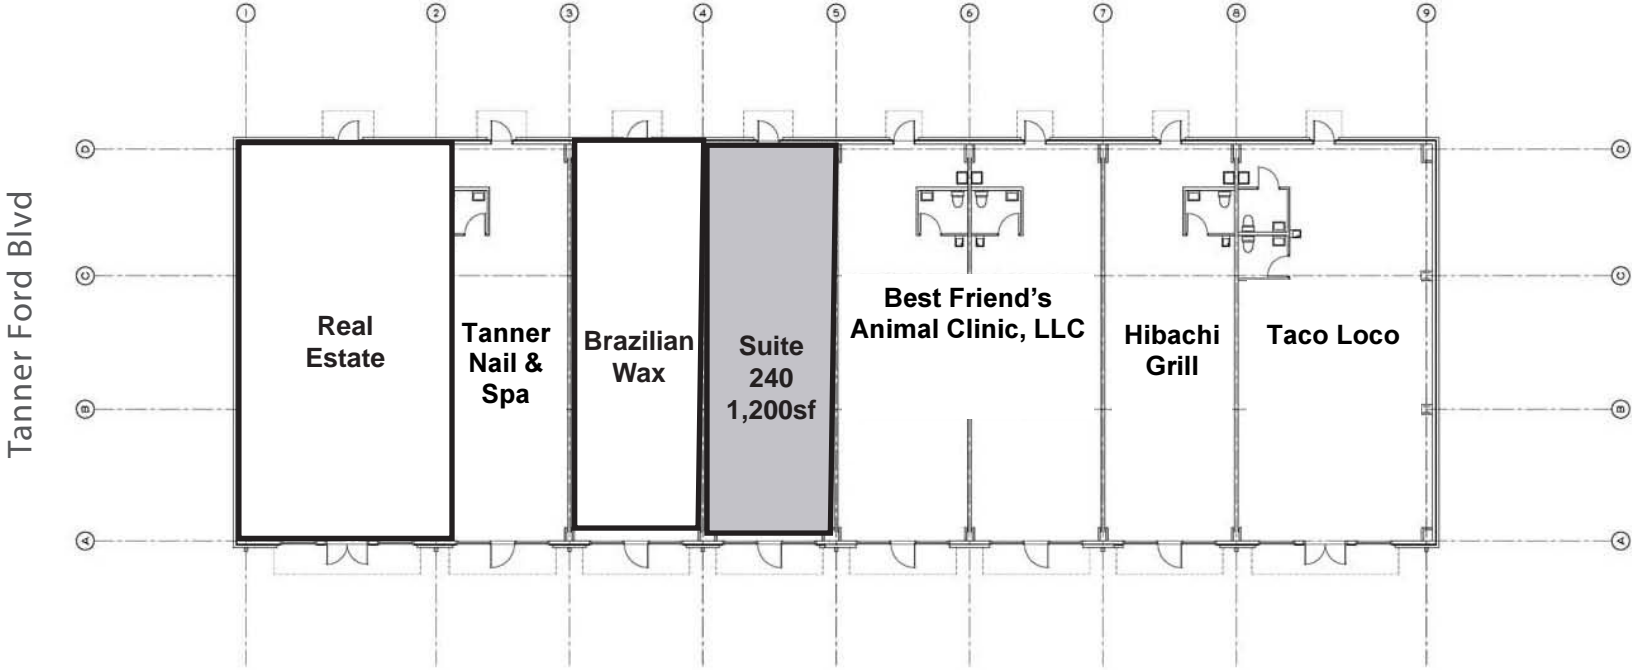 1 2 3 4 5 6 7 8 9
D D
C C
B B
A A
Tanner Ford Blvd
Real
Estate
Tanner
Nail &
Spa
Brazilian
Wax
Suite
240
1,200sf
Best Friend’s
Animal Clinic, LLC
Hibachi
Grill
Taco Loco